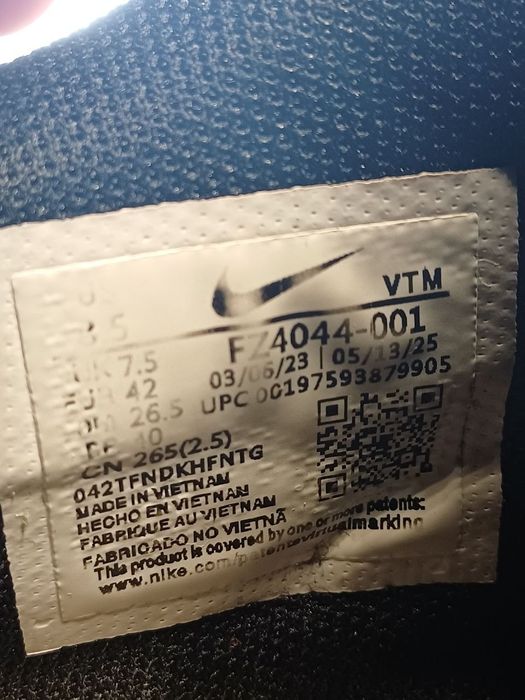 VTM
FZ4044-001
UK 7.5
03/06/23 | 05/13/25
EUR 42
UPC 00197593879905
26.5
40
CN 265(2.5)
042TFNDKHFNTG
MADE IN VIETNAM
HECHO EN VIETNAM
FABRIQUE AU VIETNAM
FABRICADO NO VIETNÃ
This product is covered by one or more patents:
www.nike.com/patentsvirtualmarking